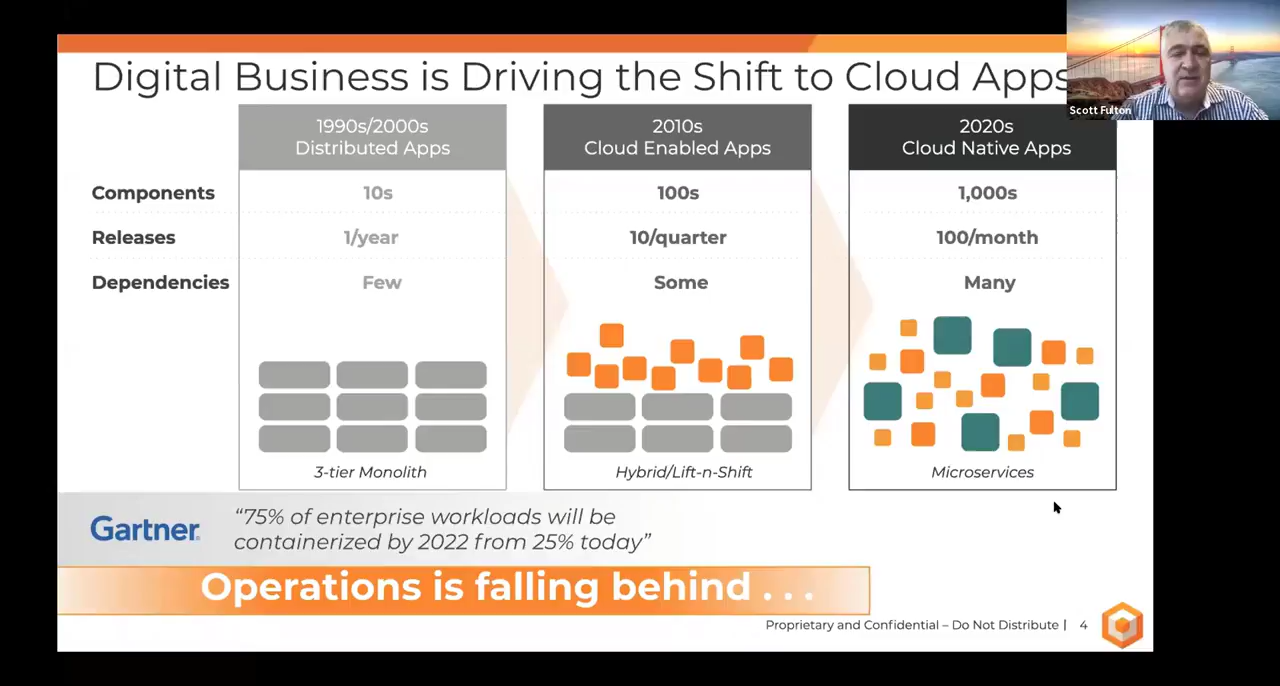 Digital Business is Driving the Shift to Cloud Apps
Scott Fulton
1990s/2000s
Distributed Apps
2010s
Cloud Enabled Apps
2020s
Cloud Native Apps
Components 10s 100s 1,000s
Releases 1/year 10/quarter 100/month
Dependencies Few Some Many
3-tier Monolith
Hybrid/Lift-n-Shift
Microservices
Gartner
“75% of enterprise workloads will be
containerized by 2022 from 25% today”
Operations is falling behind . . .
Proprietary and Confidential – Do Not Distribute | 4